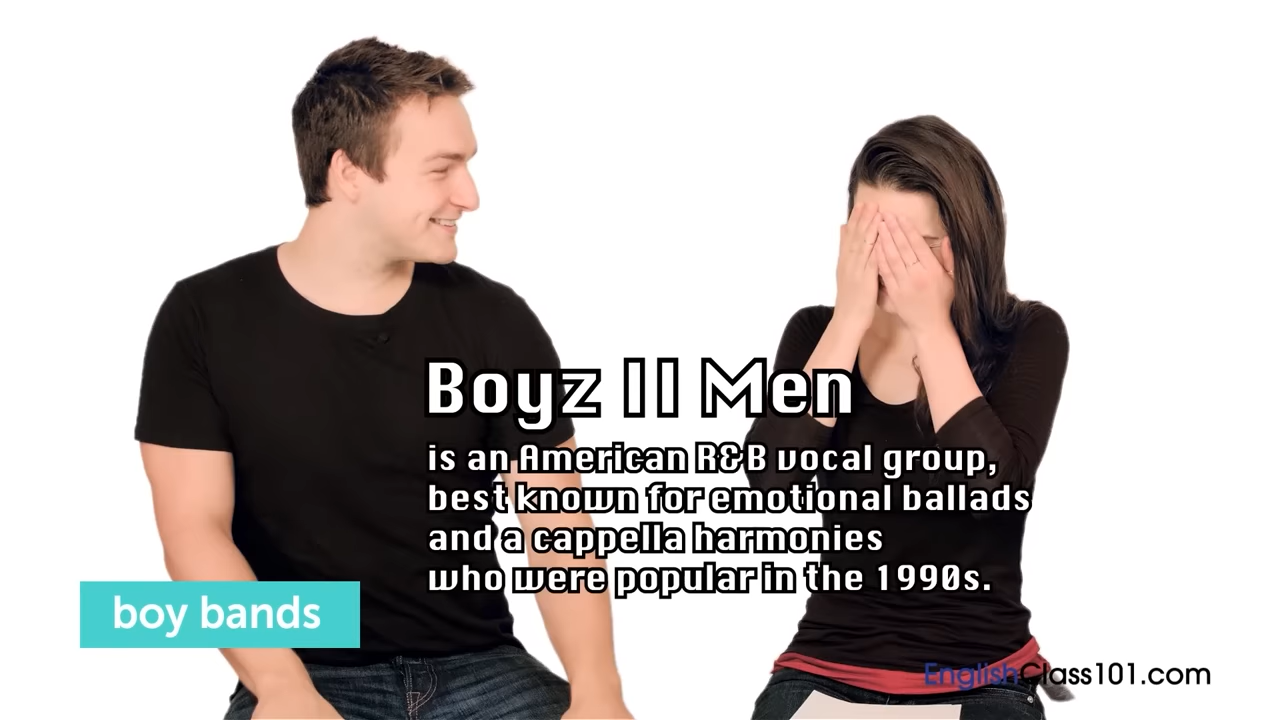 Boyz II Men
is an American R&B vocal group,
best known for emotional ballads
and a cappella harmonies
who were popular in the 1990s.
boy bands
EnglishClass101.com